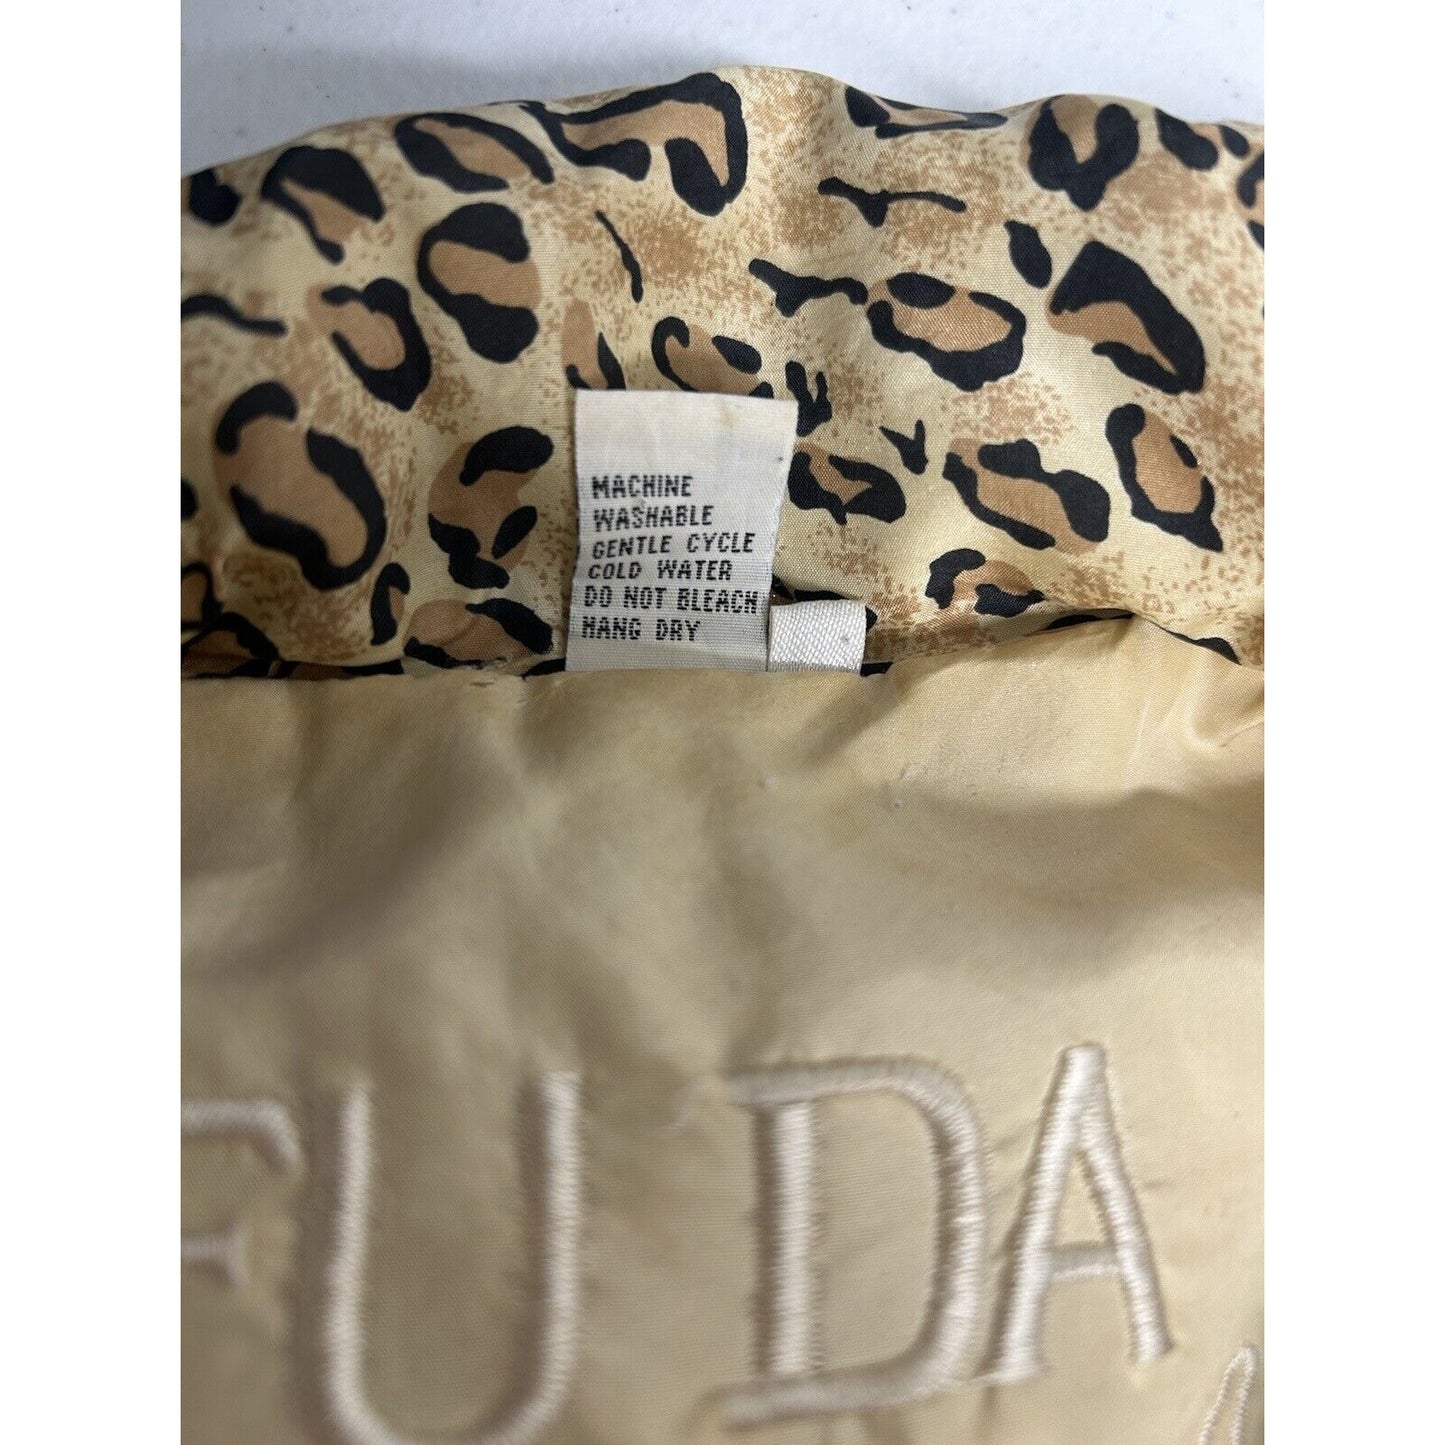 MACHINE
WASHABLE
GENTLE CYCLE
COLD WATER
DO NOT BLEACH
HANG DRY
FU DA